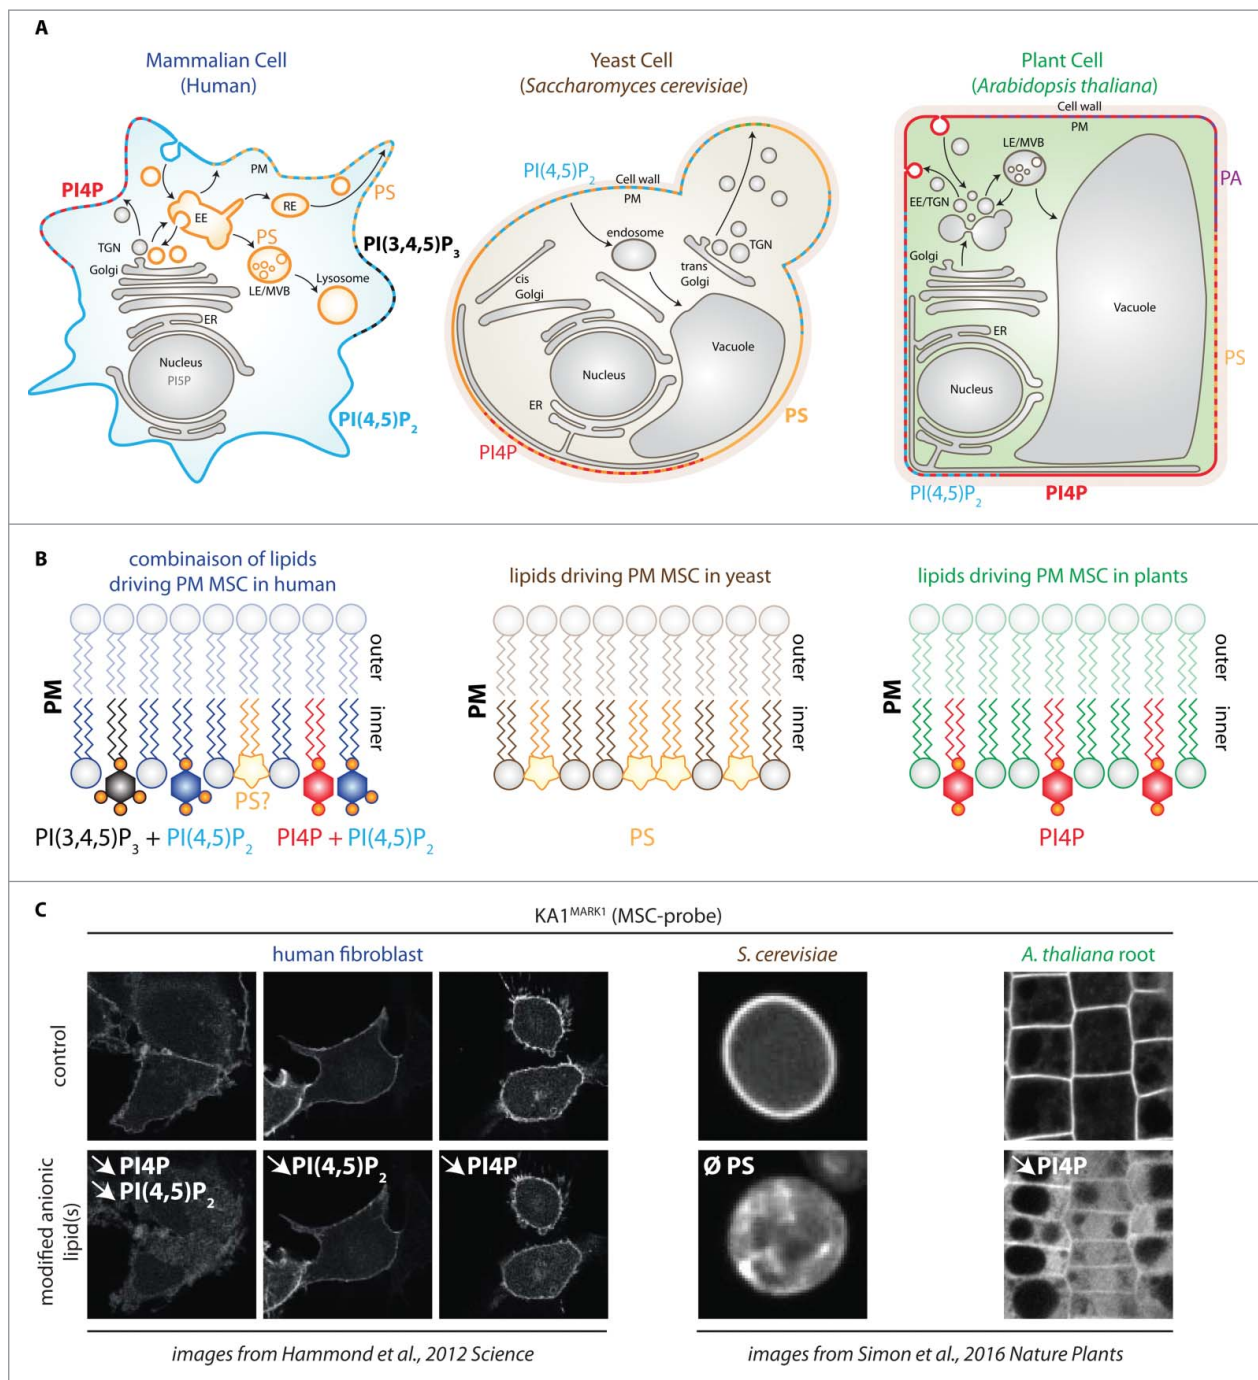 A
Mammalian Cell
(Human)
Yeast Cell
(Saccharomyces cerevisiae)
Plant Cell
(Arabidopsis thaliana)
PI4P
PM
EE
RE
PS
PS
PI(3,4,5)P3
TGN
Golgi
LE/MVB
Lysosome
ER
Nucleus
PI5P
PI(4,5)P2
PI(4,5)P2
Cell wall
PM
endosome
TGN
cis
Golgi
trans
Golgi
Nucleus
Vacuole
ER
PI4P
PS
Cell wall
PM
LE/MVB
PA
EE/TGN
Golgi
Vacuole
ER
PS
Nucleus
PI(4,5)P2
PI4P
B
combinaison of lipids
driving PM MSC in human
lipids driving PM MSC in yeast
lipids driving PM MSC in plants
PM
outer
inner
PS?
PI(3,4,5)P3 + PI(4,5)P2
PI4P + PI(4,5)P2
PM
outer
inner
PS
PM
outer
inner
PI4P
C
KA1MARK1 (MSC-probe)
human fibroblast
S. cerevisiae
A. thaliana root
control
modified anionic
lipid(s)
PI4P
PI(4,5)P2
PI(4,5)P2
PI4P
Ø PS
PI4P
images from Hammond et al., 2012 Science
images from Simon et al., 2016 Nature Plants